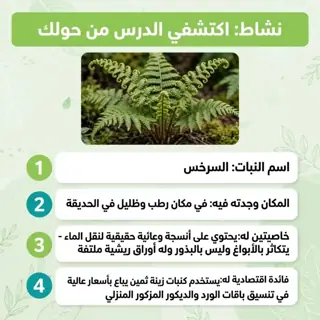 نشاط: اكتشفي الدرس من حولك
1 اسم النبات: السرخس
2 المكان وجدته فيه: في مكان رطب وظليل في الحديقة
3 خاصيتين له:يحتوي على أنسجة وعائية حقيقية لنقل الماء -
يتكاثر بالأبواغ وليس بالبذور وله أوراق ريشية ملتفة
4 فائدة اقتصادية له:يستخدم كنبات زينة ثمين يباع بأسعار عالية
في تنسيق باقات الورد والديكور المزكور المنزلي